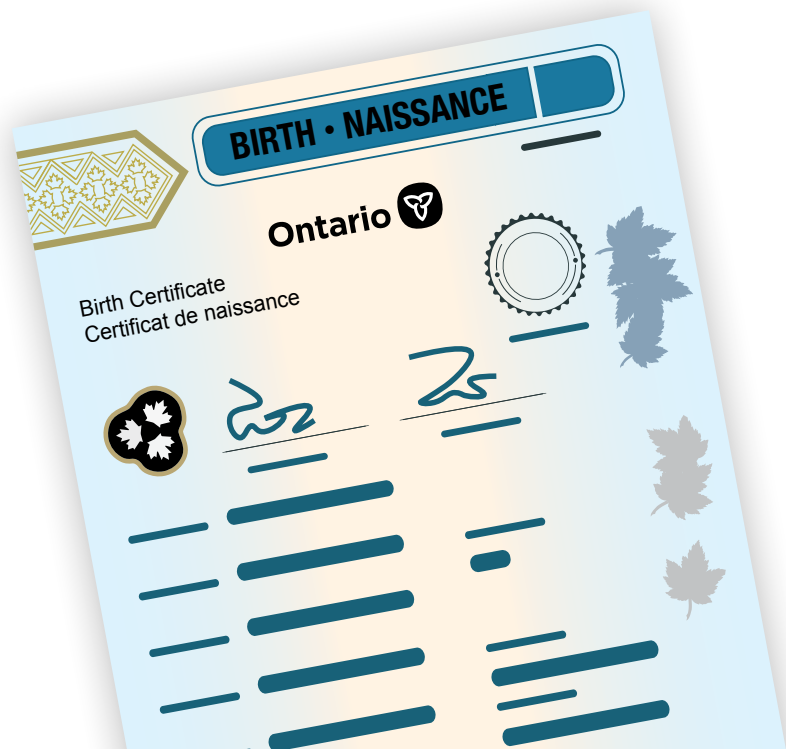 BIRTH • NAISSANCE
Ontario
Birth Certificate
Certificat de naissance